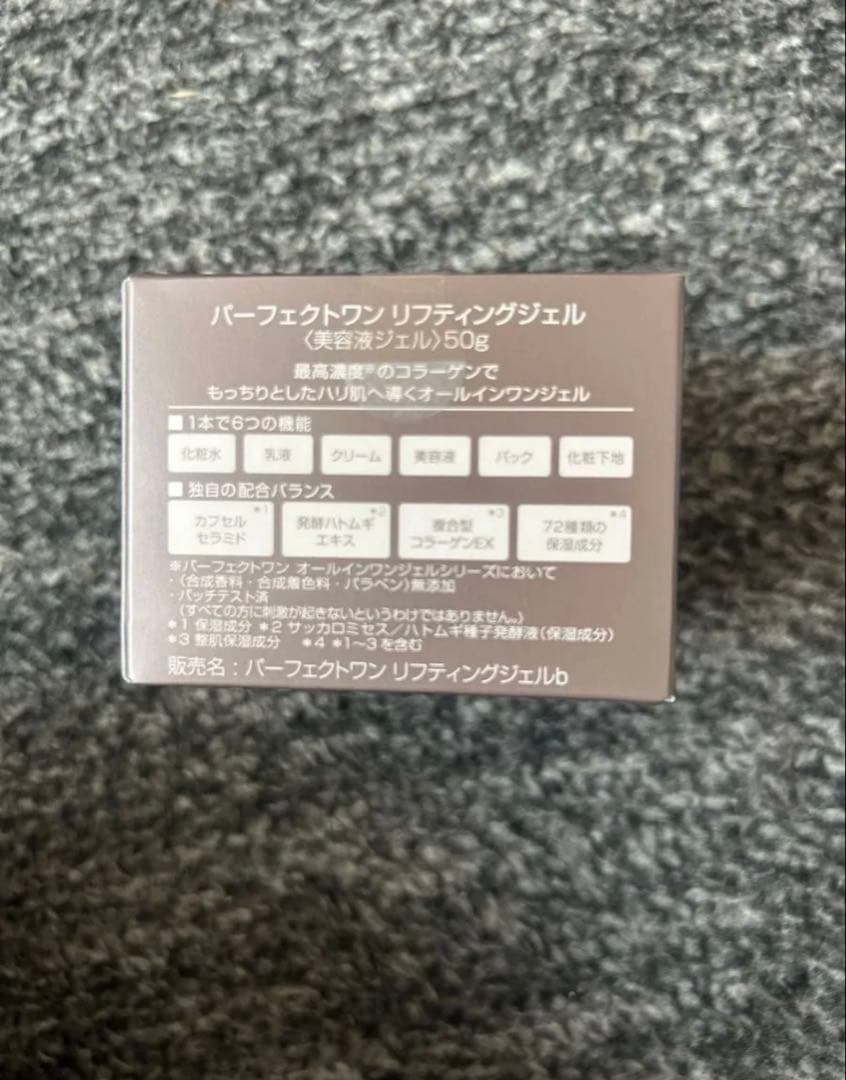 パーフェクトワン リフティングジェル
〈美容液ジェル〉50g
最高濃度※のコラーゲンで
もっちりとしたハリ肌へ導くオールインワンジェル
■1本で6つの機能
化粧水 乳液 クリーム 美容液 パック 化粧下地
■独自の配合バランス
カプセルセラミド*1 発酵ハトムギエキス*2 複合型コラーゲンEX*3 72種類の保湿成分*4
※パーフェクトワン オールインワンジェルシリーズにおいて
・(合成香料・合成着色料・パラベン)無添加
・パッチテスト済
(すべての方に刺激が起きないというわけではありません。)
*1 保湿成分 *2 サッカロミセス/ハトムギ種子発酵液(保湿成分)
*3 整肌保湿成分 *4 *1～3を含む
販売名：パーフェクトワン リフティングジェルb